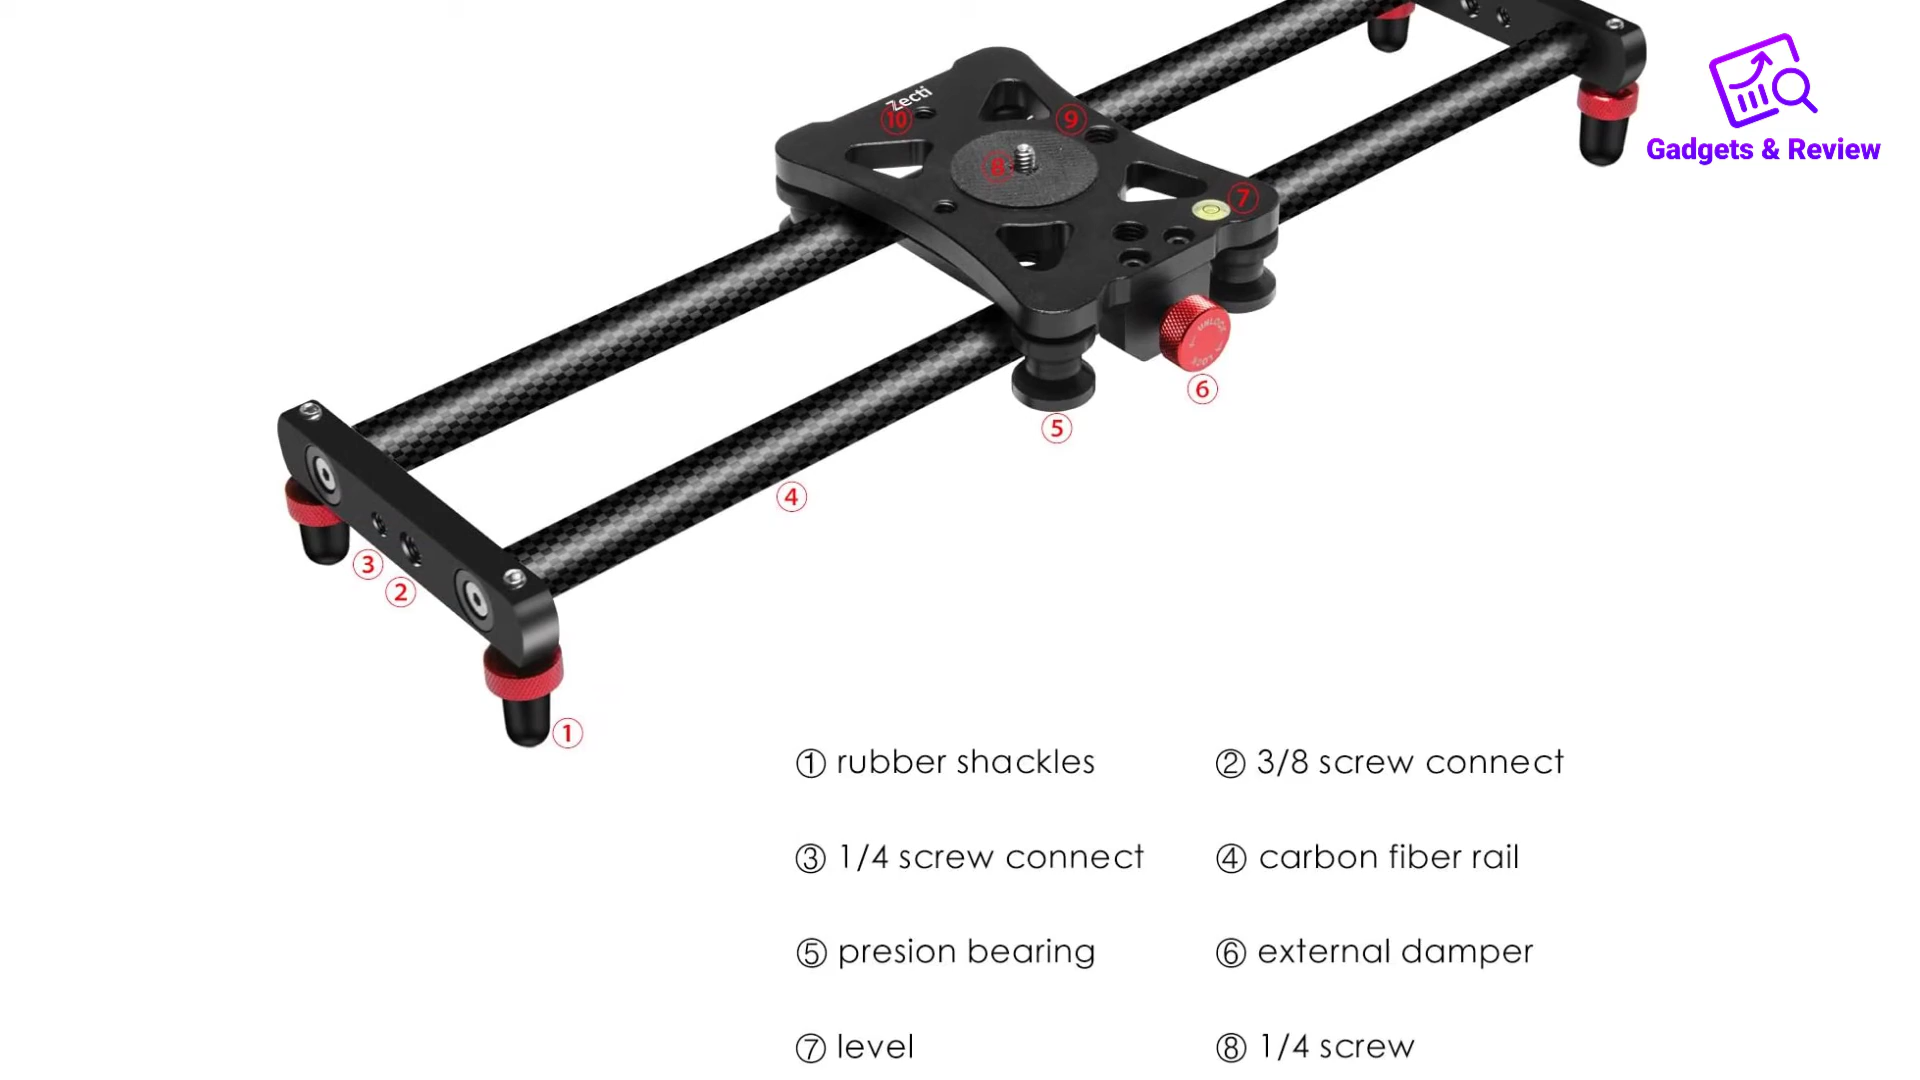 Zecti
⑩
⑨
⑧
⑦
Gadgets & Review
UNLOCK
LOCK
⑥
⑤
④
③
②
①
① rubber shackles
② 3/8 screw connect
③ 1/4 screw connect
④ carbon fiber rail
⑤ presion bearing
⑥ external damper
⑦ level
⑧ 1/4 screw